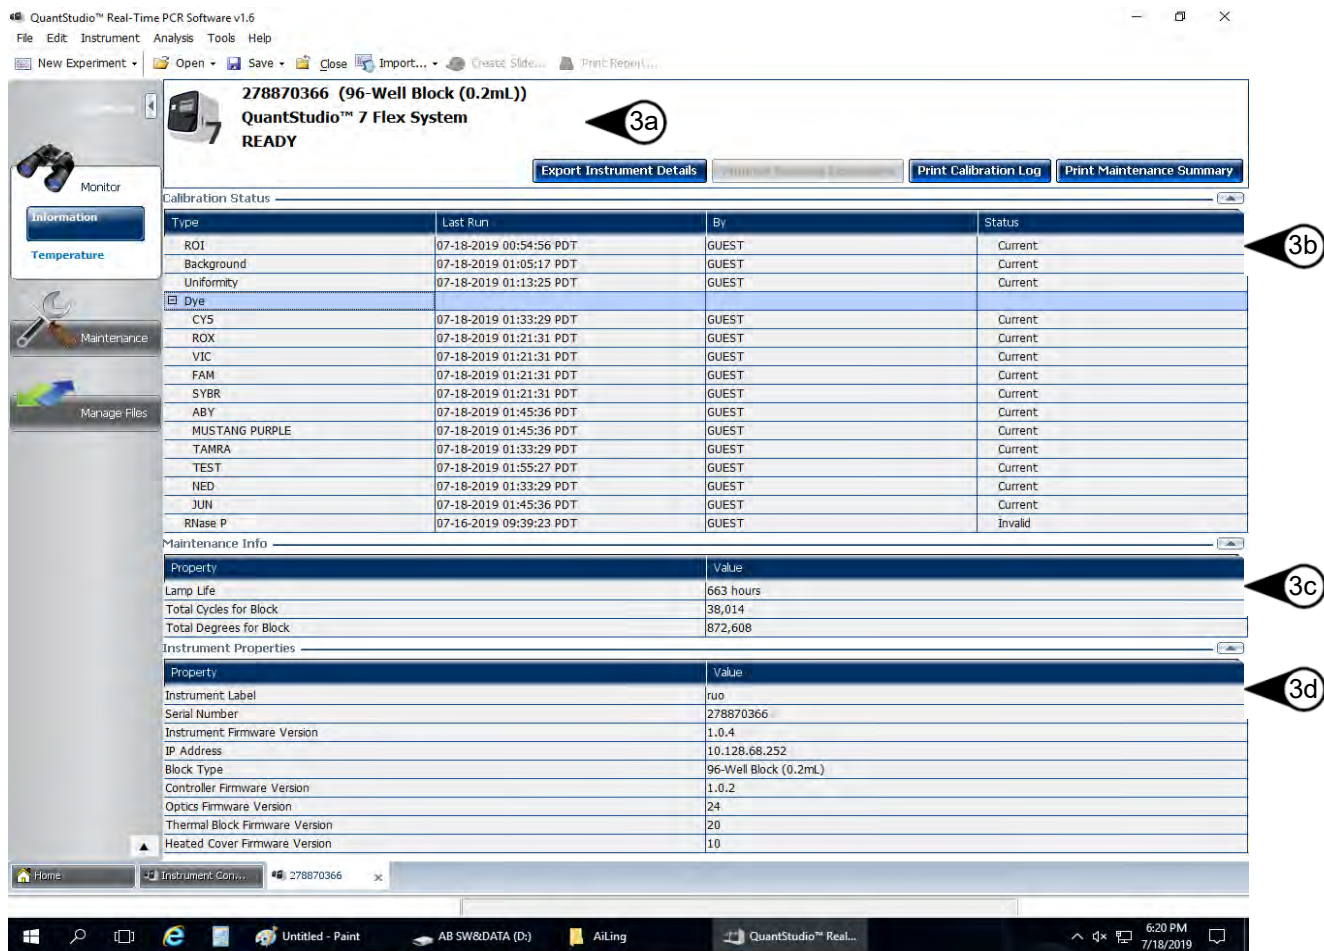 QuantStudio™ Real-Time PCR Software v1.6
File Edit Instrument Analysis Tools Help
New Experiment Open Save Close Import... Create Slide... Print Report...
278870366 (96-Well Block (0.2mL))
QuantStudio™ 7 Flex System
READY
3a
7
Export Instrument Details Print Calibration Log Print Maintenance Summary
Monitor
Information
Temperature
Maintenance
Manage Files
Calibration Status
Type Last Run By Status
3b
ROI 07-18-2019 00:54:56 PDT GUEST Current
Background 07-18-2019 01:05:17 PDT GUEST Current
Uniformity 07-18-2019 01:13:25 PDT GUEST Current
Dye
CY5 07-18-2019 01:33:29 PDT GUEST Current
ROX 07-18-2019 01:21:31 PDT GUEST Current
VIC 07-18-2019 01:21:31 PDT GUEST Current
FAM 07-18-2019 01:21:31 PDT GUEST Current
SYBR 07-18-2019 01:21:31 PDT GUEST Current
ABY 07-18-2019 01:45:36 PDT GUEST Current
MUSTANG PURPLE 07-18-2019 01:45:36 PDT GUEST Current
TAMRA 07-18-2019 01:33:29 PDT GUEST Current
TEST 07-18-2019 01:55:27 PDT GUEST Current
NED 07-18-2019 01:33:29 PDT GUEST Current
JUN 07-18-2019 01:45:36 PDT GUEST Current
RNase P 07-16-2019 09:39:23 PDT GUEST Invalid
Maintenance Info
Property Value
3c
Lamp Life 663 hours
Total Cycles for Block 38,014
Total Degrees for Block 872,608
Instrument Properties
Property Value
3d
Instrument Label ruo
Serial Number 278870366
Instrument Firmware Version 1.0.4
IP Address 10.128.68.252
Block Type 96-Well Block (0.2mL)
Controller Firmware Version 1.0.2
Optics Firmware Version 24
Thermal Block Firmware Version 20
Heated Cover Firmware Version 10
Home Instrument Con... 278870366 x
Untitled - Paint AB SW&DATA (D:) AiLing QuantStudio™ Real...
6:20 PM
7/18/2019